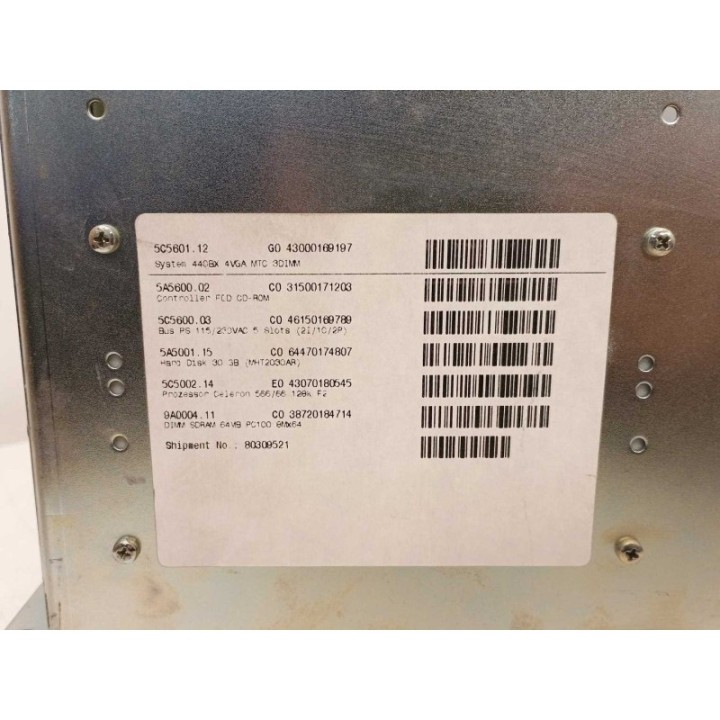 5C5601.12 G0 43000169197
System 440BX 4VGA MTC 3DIMM
5A5600.02 C0 31500171203
Controller FDD CD-ROM
5C5600.03 C0 46150169789
Bus PS 115/230VAC 5 Slots (2I/1C/2P)
5A5001.15 C0 64470174807
Hard Disk 30 GB (MHT2030AR)
5C5002.14 E0 43070180545
Prozessor Celeron 566/66 128k F2
9A0004.11 C0 38720184714
DIMM SDRAM 64MB PC100 8Mx64
Shipment No.: 80309521